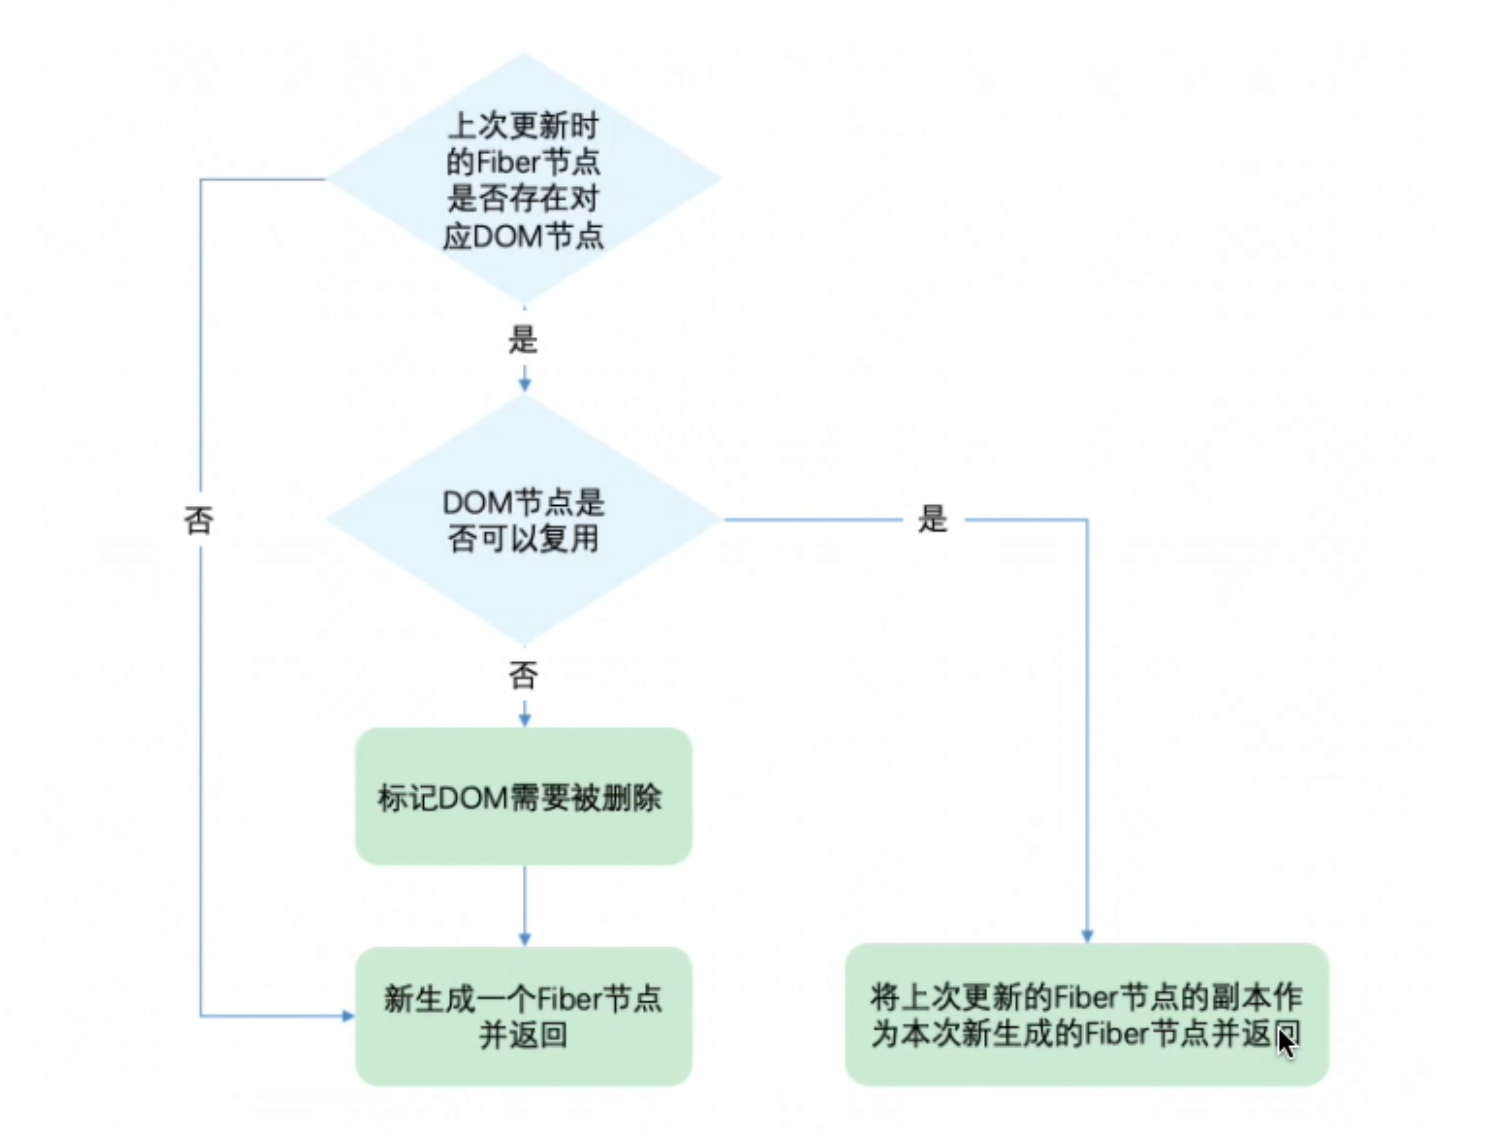 上次更新时
的Fiber节点
是否存在对
应DOM节点
是
DOM节点是
否可以复用
否
是
否
标记DOM需要被删除
新生成一个Fiber节点
并返回
将上次更新的Fiber节点的副本作
为本次新生成的Fiber节点并返回